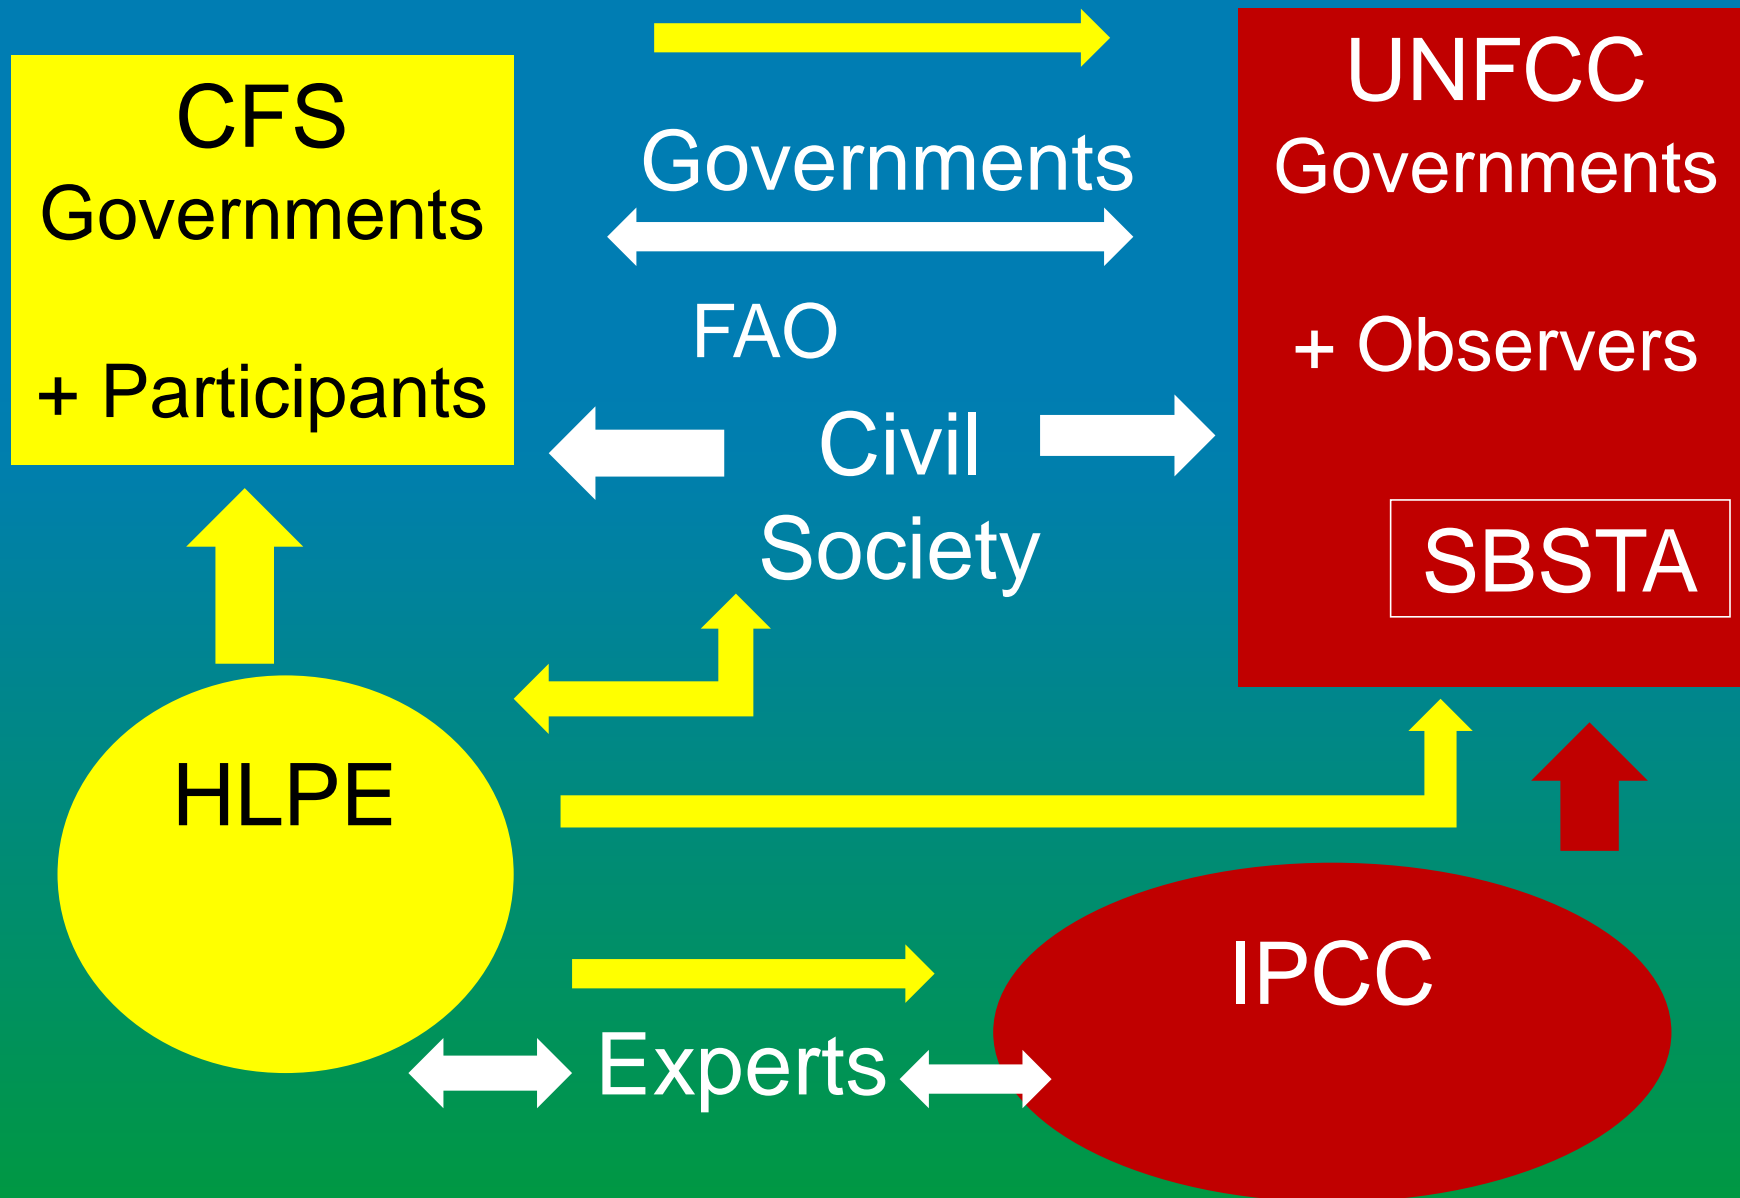 CFS
Governments
+ Participants
Governments
FAO
Civil
Society
UNFCC
Governments
+ Observers
SBSTA
HLPE
IPCC
Experts